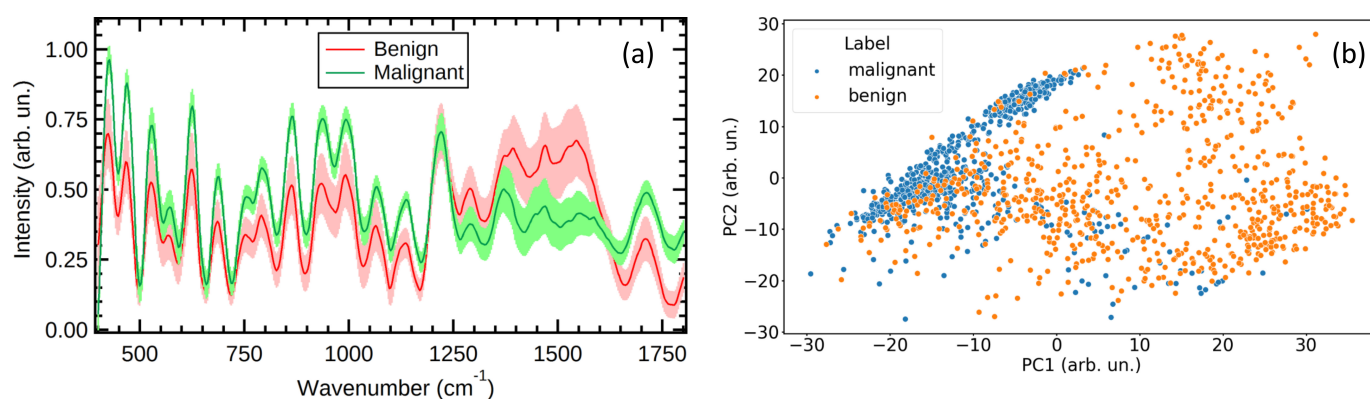 (a)
Benign
Malignant
1.00
0.75
0.50
0.25
0.00
Intensity (arb. un.)
500
750
1000
1250
1500
1750
Wavenumber (cm⁻¹)
(b)
Label
malignant
benign
30
20
10
0
−10
−20
−30
PC2 (arb. un.)
−30
−20
−10
0
10
20
30
PC1 (arb. un.)